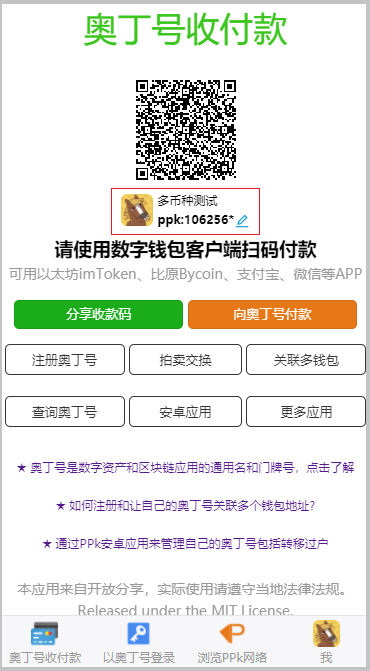 奥丁号收付款
多币种测试
ppk:106256*
请使用数字钱包客户端扫码付款
可用以太坊imToken、比原Bycoin、支付宝、微信等APP
分享收款码 向奥丁号付款
注册奥丁号 拍卖交换 关联多钱包
查询奥丁号 安卓应用 更多应用
★ 奥丁号是数字资产和区块链应用的通用名和门牌号，点击了解
★ 如何注册和让自己的奥丁号关联多个钱包地址?
★ 通过PPk安卓应用来管理自己的奥丁号包括转移过户
本应用来自开放分享，实际使用请遵守当地法律法规。
Released under the MIT License.
奥丁号收付款 以奥丁号登录 浏览PPk网络 我